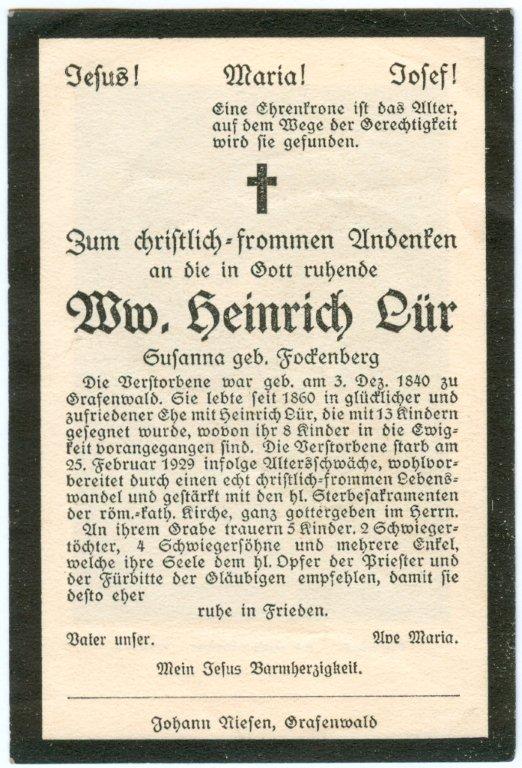 Jesus! Maria! Josef!
Eine Ehrenkrone ist das Alter,
auf dem Wege der Gerechtigkeit
wird sie gefunden.
Zum christlich-frommen Andenken
an die in Gott ruhende
Ww. Heinrich Lür
Susanna geb. Fockenberg
Die Verstorbene war geb. am 3. Dez. 1840 zu
Grafenwald. Sie lebte seit 1860 in glücklicher und
zufriedener Ehe mit Heinrich Lür, die mit 13 Kindern
gesegnet wurde, wovon ihr 8 Kinder in die Ewig-
keit vorangegangen sind. Die Verstorbene starb am
25. Februar 1929 infolge Altersschwäche, wohlvor-
bereitet durch einen echt christlich-frommen Lebens-
wandel und gestärkt mit den hl. Sterbesakramenten
der röm.-kath. Kirche, ganz gottergeben im Herrn.
An ihrem Grabe trauern 5 Kinder. 2 Schwieger-
töchter, 4 Schwiegersöhne und mehrere Enkel,
welche ihre Seele dem hl. Opfer der Priester und
der Fürbitte der Gläubigen empfehlen, damit sie
desto eher
ruhe in Frieden.
Vater unser. Ave Maria.
Mein Jesus Barmherzigkeit.
Johann Niesen, Grafenwald